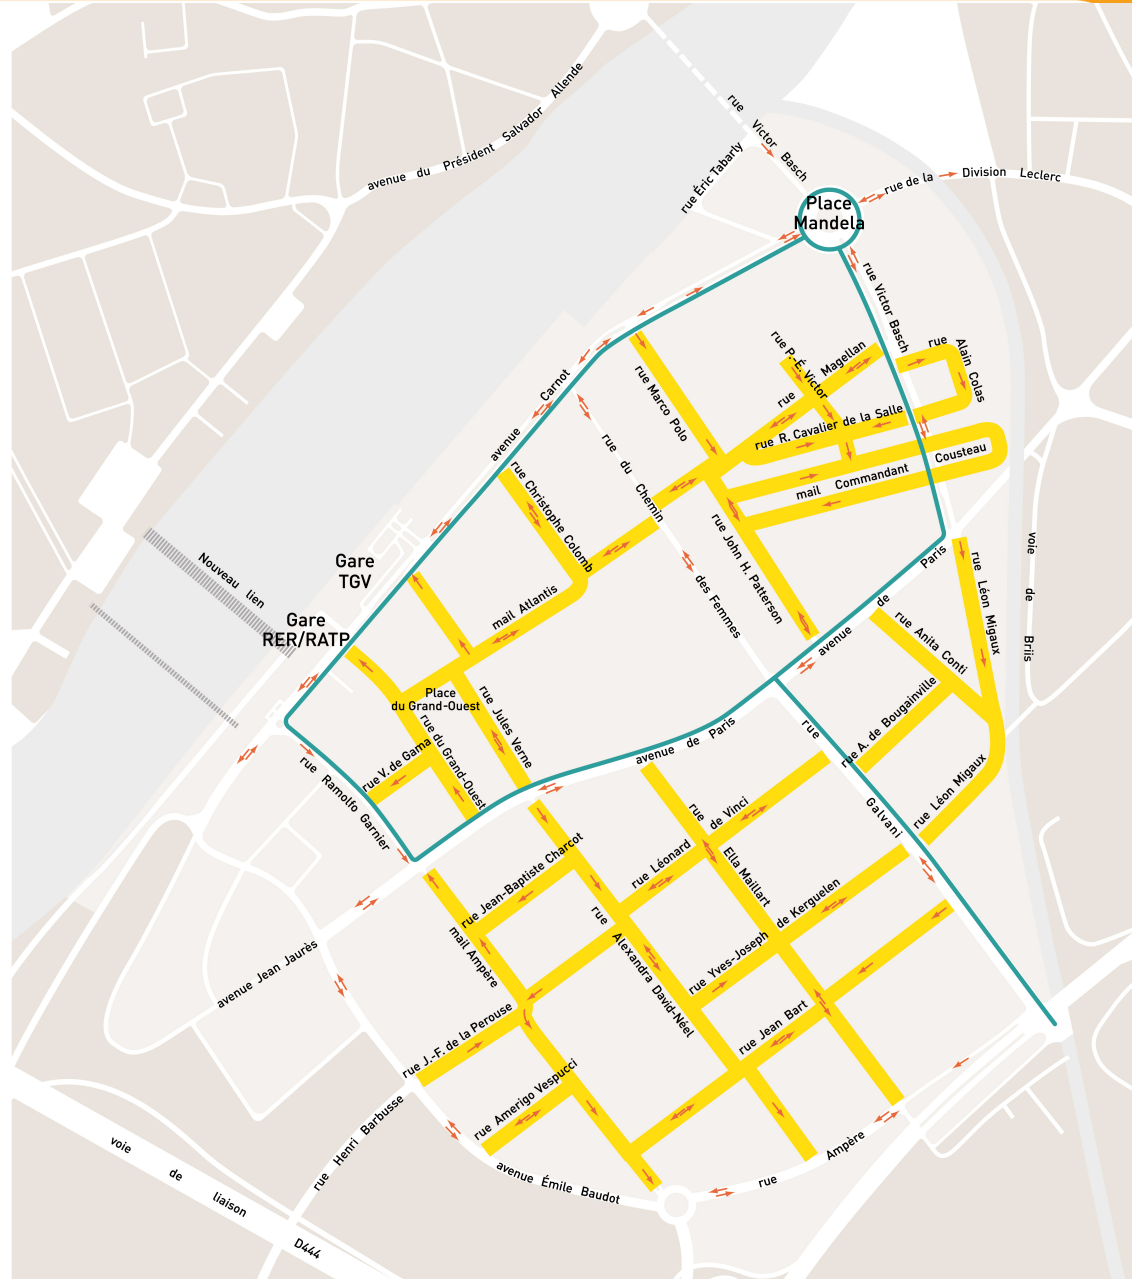 avenue du Président Salvador Allende
rue Victor Basch
rue Éric Tabarly
rue de la Division Leclerc
Place
Mandela
rue Victor Basch
rue P.-É. Victor
rue Magellan
rue Alain Colas
rue Marco Polo
avenue Carnot
rue R. Cavalier de la Salle
mail Commandant Cousteau
rue du Chemin des Femmes
rue Christophe Colomb
rue John H. Patterson
Nouveau lien
Gare
TGV
Gare
RER/RATP
mail Atlantis
avenue de Paris
rue Léon Migaux
voie de Briis
rue Anita Conti
Place
du Grand-Ouest
rue Jules Verne
rue du Grand-Ouest
rue V. de Gama
rue Ramolfo Garnier
avenue de Paris
rue A. de Bougainville
rue Galvani
rue Léon Migaux
rue Léonard de Vinci
rue Ella Maillart
rue Jean-Baptiste Charcot
rue Yves-Joseph de Kerguelen
rue Alexandra David-Néel
mail Ampère
avenue Jean Jaurès
rue J.-F. de la Perouse
rue Jean Bart
rue Amerigo Vespucci
rue Henri Barbusse
avenue Émile Baudot
rue Ampère
voie de liaison D444